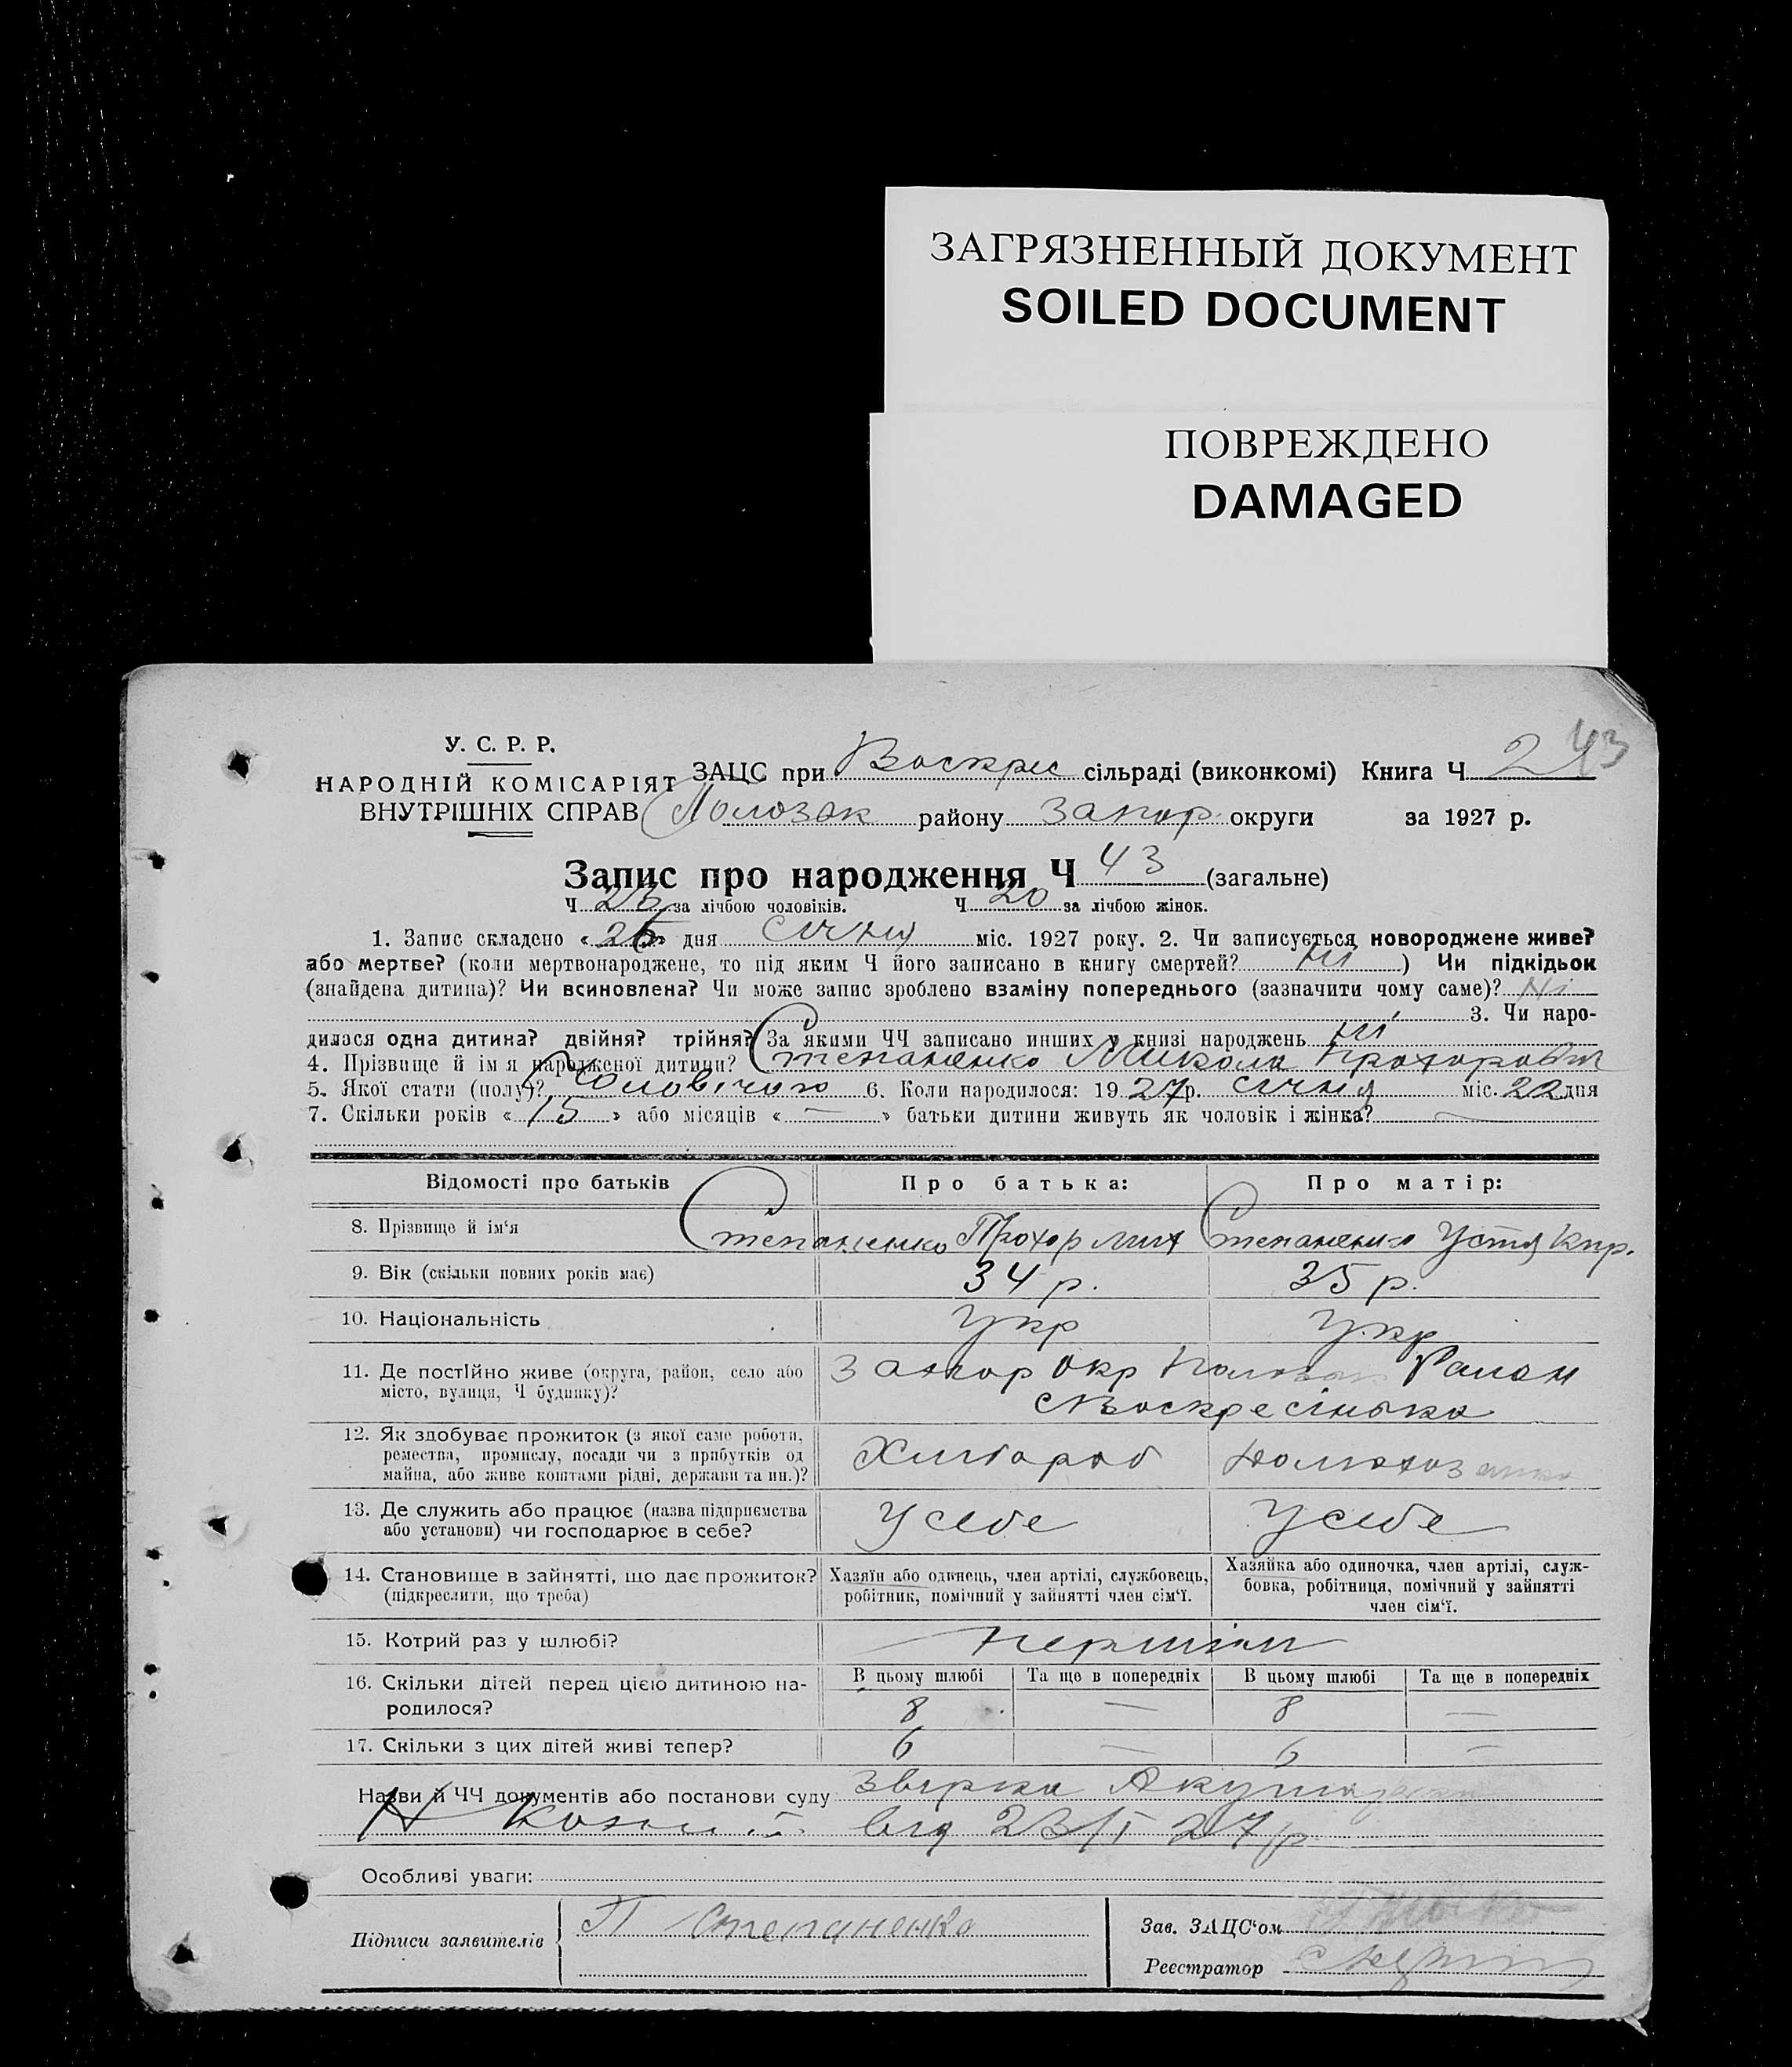 ЗАГРЯЗНЕННЫЙ ДОКУМЕНТ
SOILED DOCUMENT
ПОВРЕЖДЕНО
DAMAGED
43
У. С. Р. Р.
НАРОДНІЙ КОМІСАРІЯТ
ВНУТРІШНІХ СПРАВ
ЗАЦС при Воскрес сільраді (виконкомі) Книга Ч 2
Пологок району Запор. округи за 1927 р.
Запис про народження Ч 43 (загальне)
Ч 23 за лічбою чоловіків. Ч 20 за лічбою жінок.
1. Запис складено «26» дня січня міс. 1927 року. 2. Чи записується новороджене живе?
або мертве? (коли мертвонароджене, то під яким Ч його записано в книгу смертей? ні ) Чи підкідьок
(знайдена дитина)? Чи всиновлена? Чи може запис зроблено взаміну попереднього (зазначити чому саме)? Ні
3. Чи наро-
дилася одна дитина? двійня? трійня? За якими ЧЧ записано инших у книзі народжень ні
4. Прізвище й ім'я народженої дитини? Степаненко Микола Прохорович
5. Якої стати (полу)? Чоловічого 6. Коли народилося: 1927 р. січня міс. 22 дня
7. Скільки років « 15 » або місяців « — » батьки дитини живуть як чоловік і жінка? —
Відомості про батьків Про батька: Про матір:
8. Прізвище й ім'я Степаненко Прохор Мих Степаненко Устя Кпр.
9. Вік (скільки повних років має) 34 р. 35 р.
10. Національність Укр Укр
11. Де постійно живе (округа, район, село або
місто, вулиця, Ч будинку)?
Запор Окр Район
с Воскресінька
12. Як здобуває прожиток (з якої саме роботи,
ремества, промислу, посади чи з прибутків од
майна, або живе коштами рідні, держави та ин.)?
Хлібороб Домохоз
13. Де служить або працює (назва підприємства
або установи) чи господарює в себе?
У себе У себе
14. Становище в зайнятті, що дає прожиток?
(підкреслити, що треба)
Хазяїн або одинець, член артілі, службовець,
робітник, помічний у зайнятті член сім'ї.
Хазяйка або одиночка, член артілі, служ-
бовка, робітниця, помічний у зайнятті
член сім'ї.
15. Котрий раз у шлюбі?
16. Скільки дітей перед цією дитиною на-
родилося?
В цьому шлюбі Та ще в попередніх В цьому шлюбі Та ще в попередніх
8 — 8 —
17. Скільки з цих дітей живі тепер? 6 — 6 —
Назви й ЧЧ документів або постанови суду
від 23/I 27 р
Особливі уваги:
Підписи заявителів П Степаненко
Зав. ЗАЦС'ом
Реєстратор